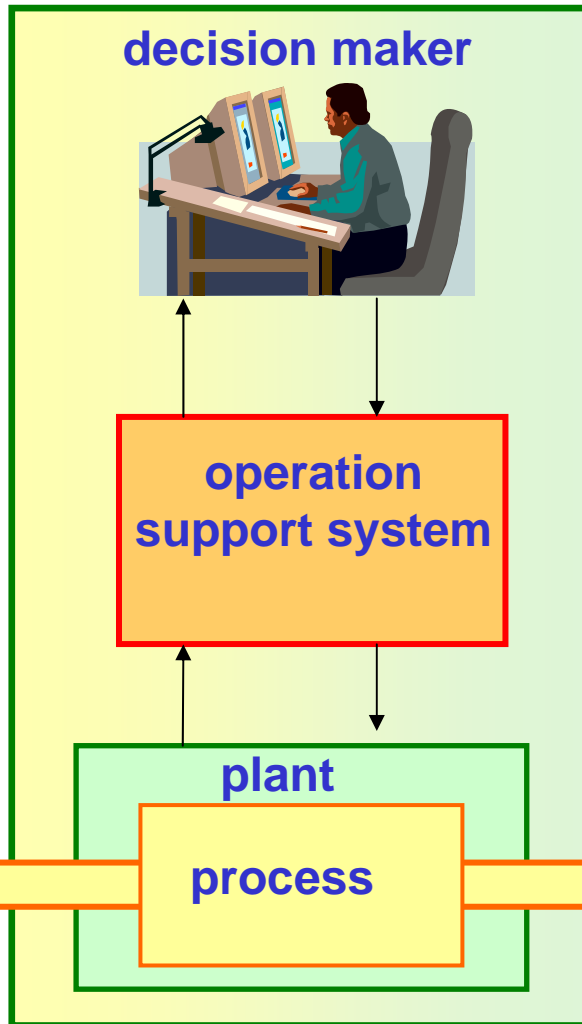 decision maker
operation
support system
plant
process